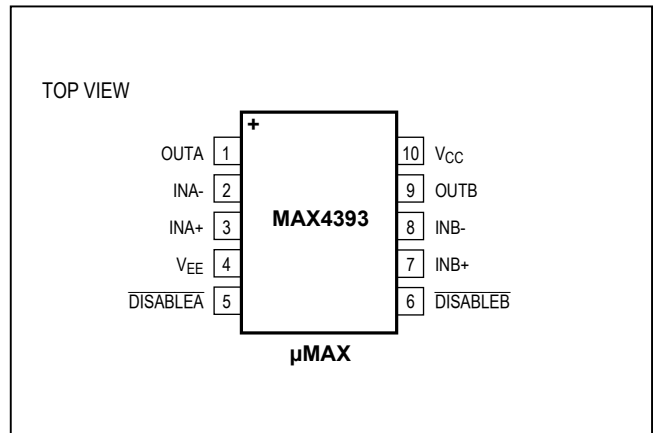 TOP VIEW
+
OUTA 1
INA- 2
INA+ 3
VEE 4
DISABLEA 5
MAX4393
10 VCC
9 OUTB
8 INB-
7 INB+
6 DISABLEB
µMAX